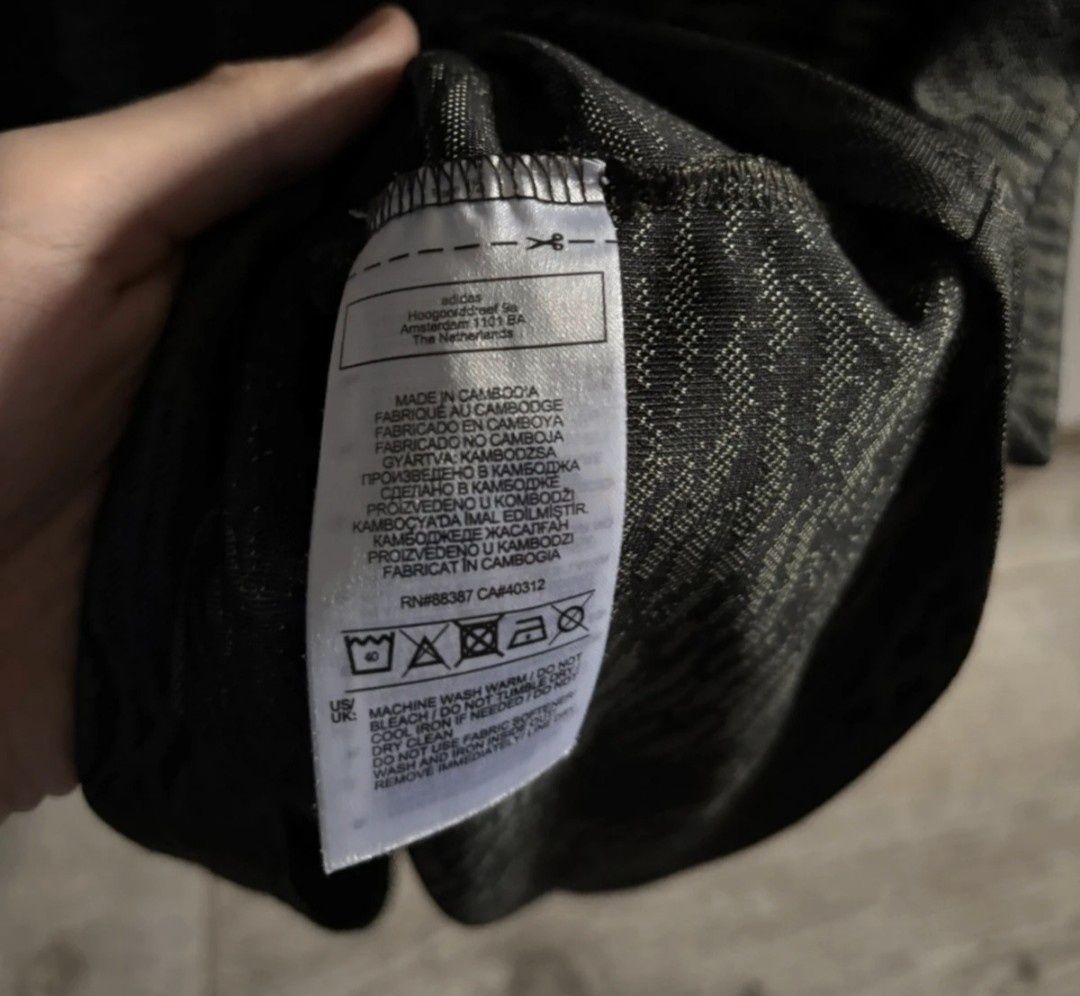 adidas
Hoogoorddreef 9a
Amsterdam 1101 BA
The Netherlands
MADE IN CAMBODIA
FABRIQUÉ AU CAMBODGE
FABRICADO EN CAMBOYA
FABRICADO NO CAMBOJA
GYÁRTVA: KAMBODZSA
ПРОИЗВЕДЕНО В КАМБОДЖА
СДЕЛАНО В КАМБОДЖЕ
PROIZVEDENO U KOMBODŽI
KAMBOÇYA'DA İMAL EDİLMİŞTİR.
КАМБОДЖЕДЕ ЖАСАЛҒАН
PROIZVEDENO U KAMBODŽI
FABRICAT ÎN CAMBOGIA
RN#88387 CA#40312
40
US/
UK:
MACHINE WASH WARM / DO NOT
BLEACH / DO NOT TUMBLE DRY /
COOL IRON IF NEEDED / DO NOT
DRY CLEAN
DO NOT USE FABRIC SOFTENER
WASH AND IRON INSIDE OUT
REMOVE IMMEDIATELY